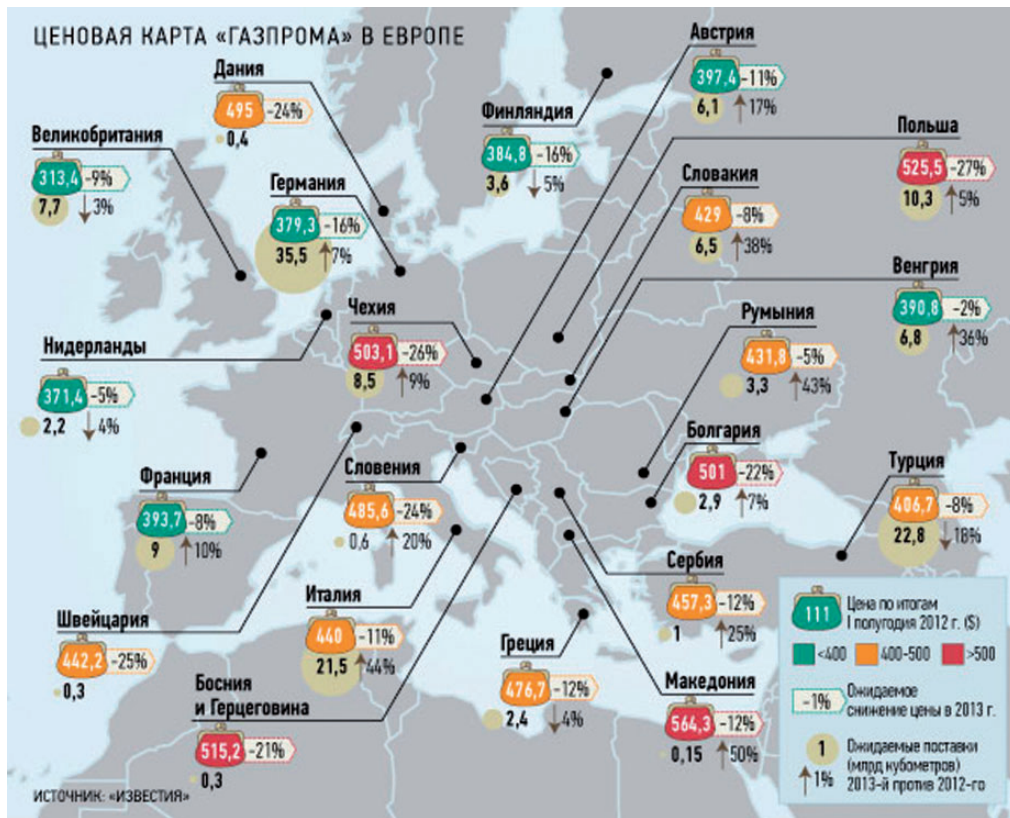 ЦЕНОВАЯ КАРТА «ГАЗПРОМА» В ЕВРОПЕ
Австрия
397,4 -11%
6,1 17%
Дания
495 -24%
0,4
Финляндия
384,8 -16%
3,6 5%
Великобритания
313,4 -9%
7,7 3%
Польша
525,5 -27%
10,3 5%
Германия
379,3 -16%
35,5 7%
Словакия
429 -8%
6,5 38%
Венгрия
390,8 -2%
6,8 36%
Чехия
503,1 -26%
8,5 9%
Румыния
431,8 -5%
3,3 43%
Нидерланды
371,4 -5%
2,2 4%
Болгария
501 -22%
2,9 7%
Франция
393,7 -8%
9 10%
Словения
485,6 -24%
0,6 20%
Турция
406,7 -8%
22,8 18%
Сербия
457,3 -12%
1 25%
Швейцария
442,2 -25%
0,3
Италия
440 -11%
21,5 44%
Греция
476,7 -12%
2,4 4%
Македония
564,3 -12%
0,15 50%
Босния
и Герцеговина
515,2 -21%
0,3
111 Цена по итогам
I полугодия 2012 г. ($)
<400 400-500 >500
-1% Ожидаемое
снижение цены в 2013 г.
1 Ожидаемые поставки
(млрд кубометров)
1% 2013-й против 2012-го
ИСТОЧНИК: «ИЗВЕСТИЯ»